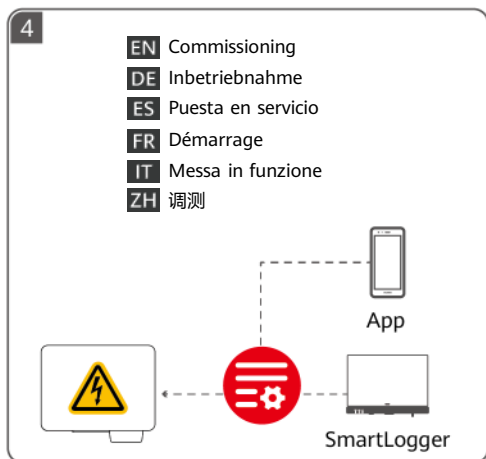 4
EN Commissioning
DE Inbetriebnahme
ES Puesta en servicio
FR Démarrage
IT Messa in funzione
ZH 调测
App
SmartLogger